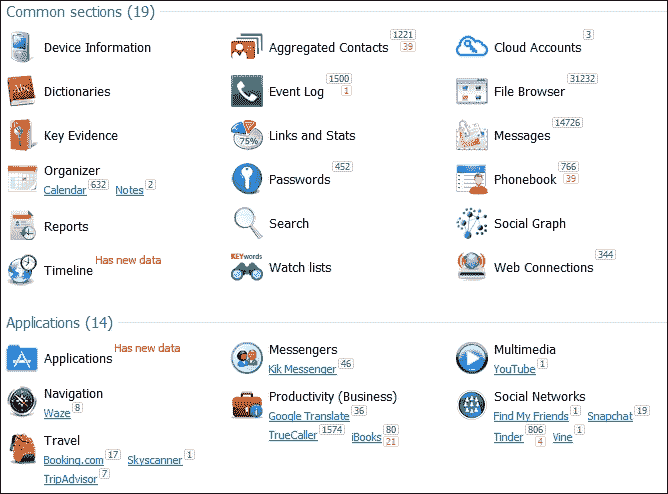 Common sections (19)
Device Information
Aggregated Contacts 1221
39
Cloud Accounts 3
Dictionaries
Event Log 1500
1
File Browser 31232
Key Evidence
75%
Links and Stats
Messages 14726
Organizer
Calendar 632 Notes 2
Passwords 452
Phonebook 766
39
Reports
Search
Social Graph
Timeline Has new data
KEYwords
Watch lists
Web Connections 344
Applications (14)
Applications Has new data
Messengers
Kik Messenger 46
Multimedia
YouTube 1
Navigation
Waze 8
Productivity (Business)
Google Translate 36
TrueCaller 1574 iBooks 80
21
Social Networks
Find My Friends 1 Snapchat 19
Tinder 806 Vine 1
4
Travel
Booking.com 17 Skyscanner 1
TripAdvisor 7